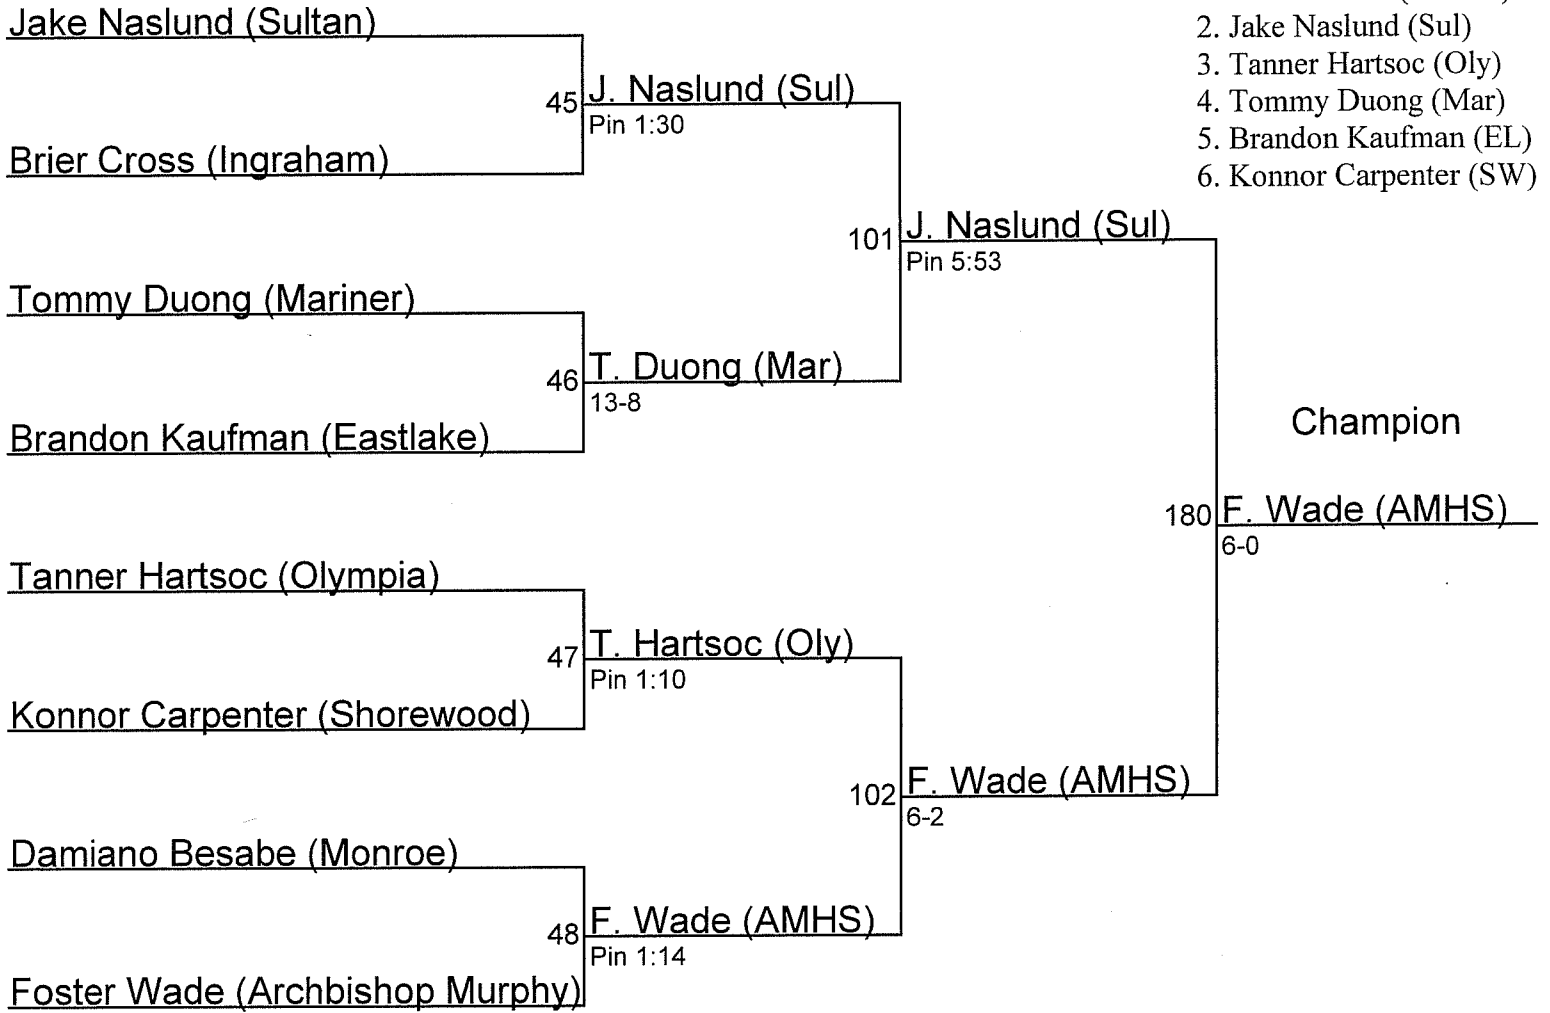 Jake Naslund (Sultan)
45
J. Naslund (Sul)
Pin 1:30
Brier Cross (Ingraham)
101
J. Naslund (Sul)
Pin 5:53
Tommy Duong (Mariner)
46
T. Duong (Mar)
13-8
Brandon Kaufman (Eastlake)
Tanner Hartsoc (Olympia)
47
T. Hartsoc (Oly)
Pin 1:10
Konnor Carpenter (Shorewood)
102
F. Wade (AMHS)
6-2
Damiano Besabe (Monroe)
48
F. Wade (AMHS)
Pin 1:14
Foster Wade (Archbishop Murphy)
Champion
180
F. Wade (AMHS)
6-0
2. Jake Naslund (Sul)
3. Tanner Hartsoc (Oly)
4. Tommy Duong (Mar)
5. Brandon Kaufman (EL)
6. Konnor Carpenter (SW)